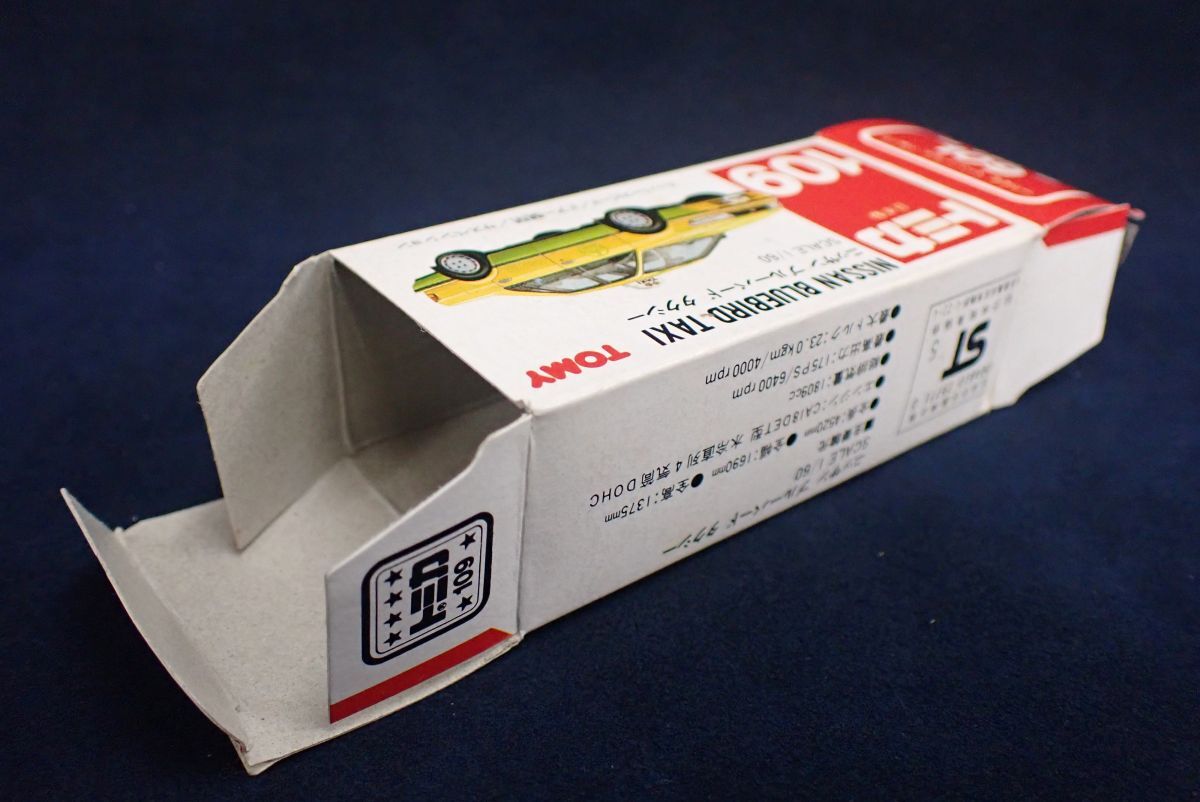 109
トミカ
SCALE 1/60
ニッサン ブルーバード タクシー
NISSAN BLUEBIRD TAXI
TOMY
ニッサン ブルーバード タクシー
SCALE 1/60
■主要諸元
●全長:4520mm ●全幅:1690mm ●全高:1375mm
●エンジン:CA18DET型 水冷直列4気筒DOHC
●総排気量:1809cc
●最高出力:175PS/6400rpm
●最大トルク:23.0kgm/4000rpm
ST
トミカ®
109